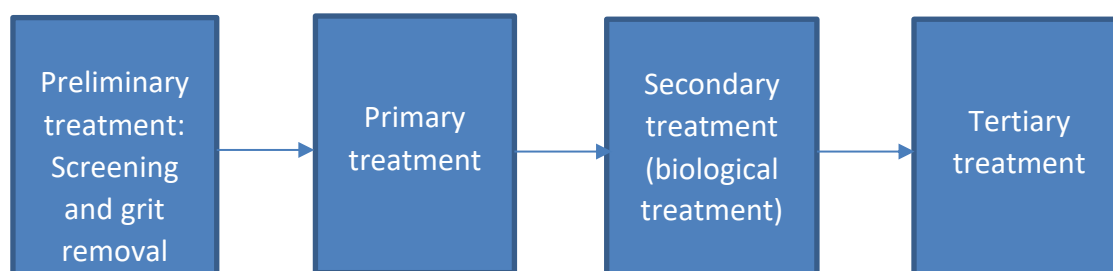 Preliminary
treatment:
Screening
and grit
removal
Primary
treatment
Secondary
treatment
(biological
treatment)
Tertiary
treatment